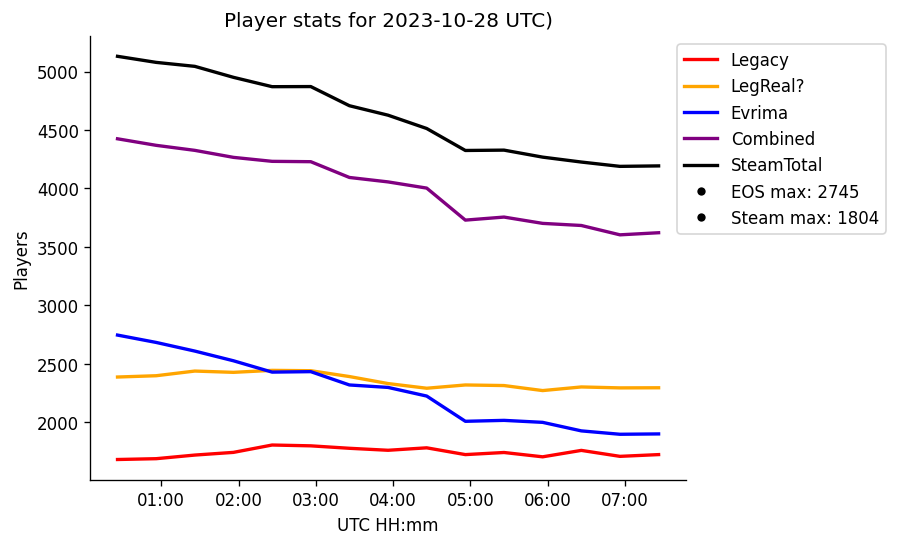 Player stats for 2023-10-28 UTC)
Legacy
LegReal?
Evrima
Combined
SteamTotal
EOS max: 2745
Steam max: 1804
Players
5000
4500
4000
3500
3000
2500
2000
01:00 02:00 03:00 04:00 05:00 06:00 07:00
UTC HH:mm